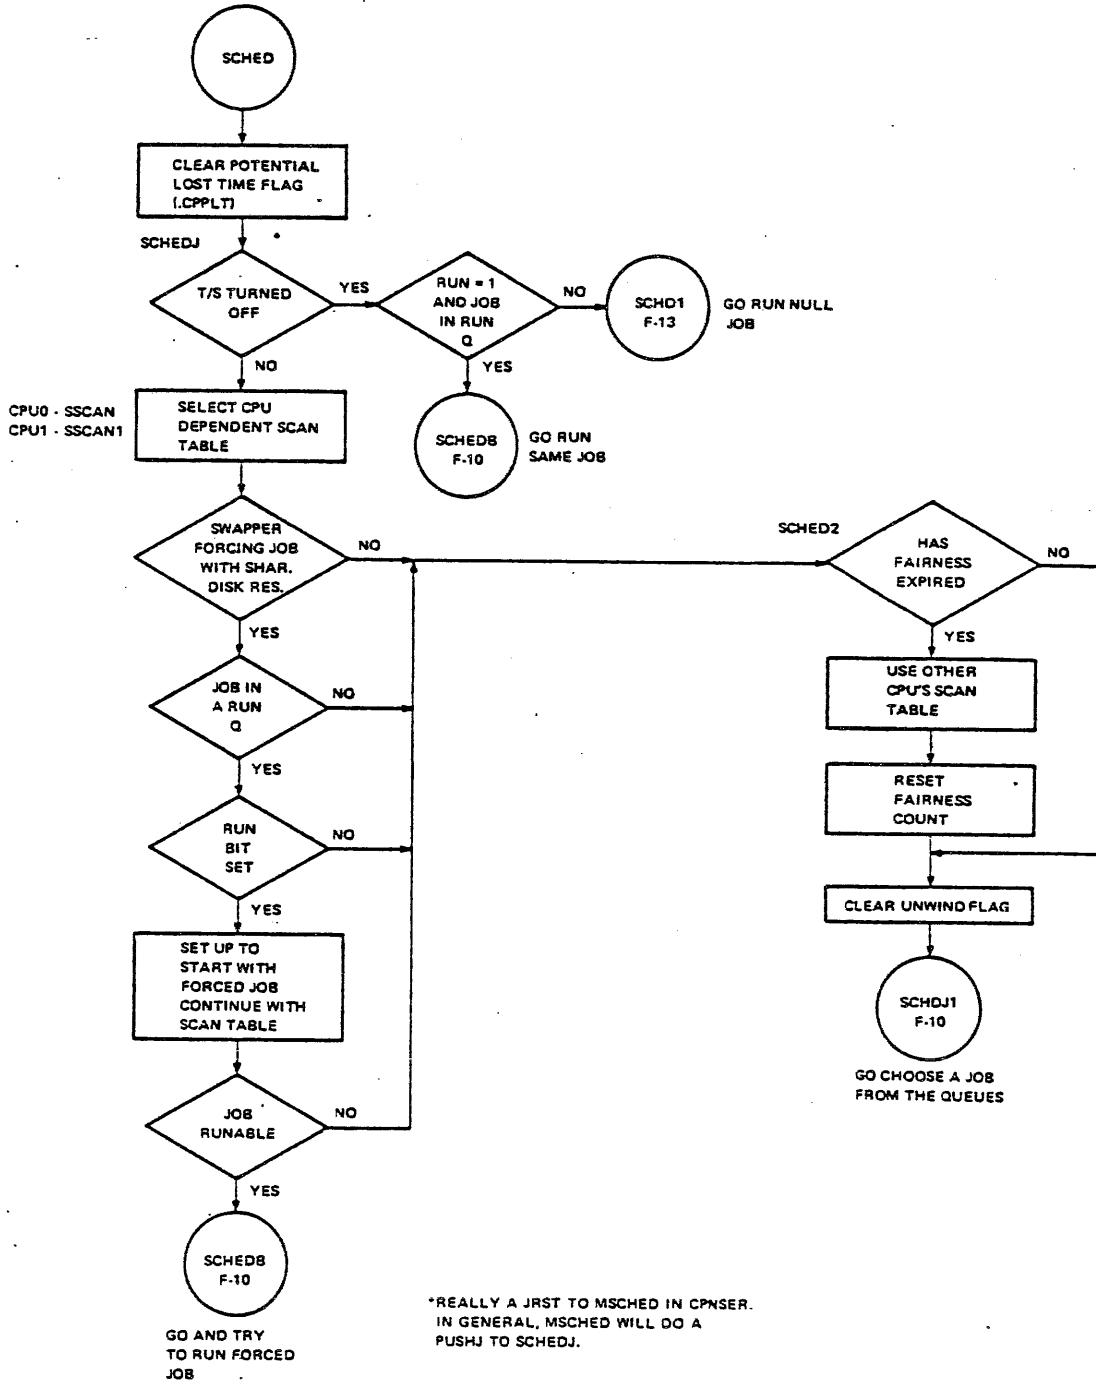 SCHED
CLEAR POTENTIAL
LOST TIME FLAG
(.CPPLT)
SCHEDJ
T/S TURNED
OFF
YES
RUN = 1
AND JOB
IN RUN
Q
NO
SCHD1
F-13
GO RUN NULL
JOB
NO
YES
CPU0 - SSCAN
CPU1 - SSCAN1
SELECT CPU
DEPENDENT SCAN
TABLE
SCHEDB
F-10
GO RUN
SAME JOB
SWAPPER
FORCING JOB
WITH SHAR.
DISK RES.
NO
SCHED2
HAS
FAIRNESS
EXPIRED
NO
YES
YES
JOB IN
A RUN
Q
NO
USE OTHER
CPU'S SCAN
TABLE
YES
RESET
FAIRNESS
COUNT
RUN
BIT
SET
NO
YES
CLEAR UNWIND FLAG
SET UP TO
START WITH
FORCED JOB
CONTINUE WITH
SCAN TABLE
SCHDJ1
F-10
GO CHOOSE A JOB
FROM THE QUEUES
JOB
RUNABLE
NO
YES
SCHEDB
F-10
GO AND TRY
TO RUN FORCED
JOB
*REALLY A JRST TO MSCHED IN CPNSER.
IN GENERAL, MSCHED WILL DO A
PUSHJ TO SCHEDJ.